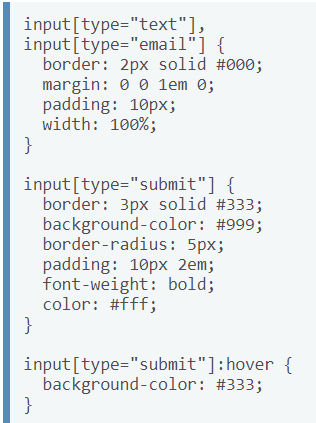 input[type="text"],
input[type="email"] {
  border: 2px solid #000;
  margin: 0 0 1em 0;
  padding: 10px;
  width: 100%;
}

input[type="submit"] {
  border: 3px solid #333;
  background-color: #999;
  border-radius: 5px;
  padding: 10px 2em;
  font-weight: bold;
  color: #fff;
}

input[type="submit"]:hover {
  background-color: #333;
}